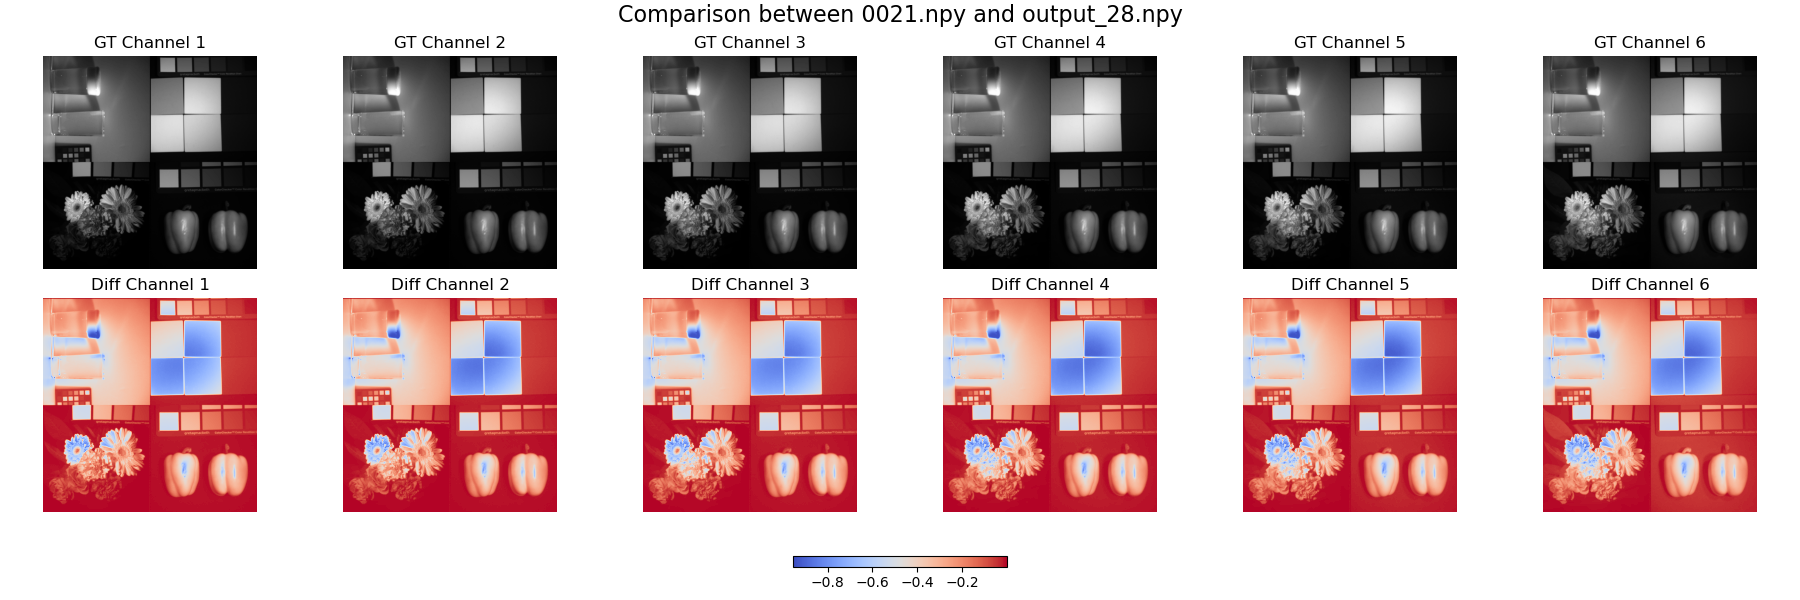 Comparison between 0021.npy and output_28.npy
GT Channel 1
GT Channel 2
GT Channel 3
GT Channel 4
GT Channel 5
GT Channel 6
Diff Channel 1
Diff Channel 2
Diff Channel 3
Diff Channel 4
Diff Channel 5
Diff Channel 6
−0.8 −0.6 −0.4 −0.2